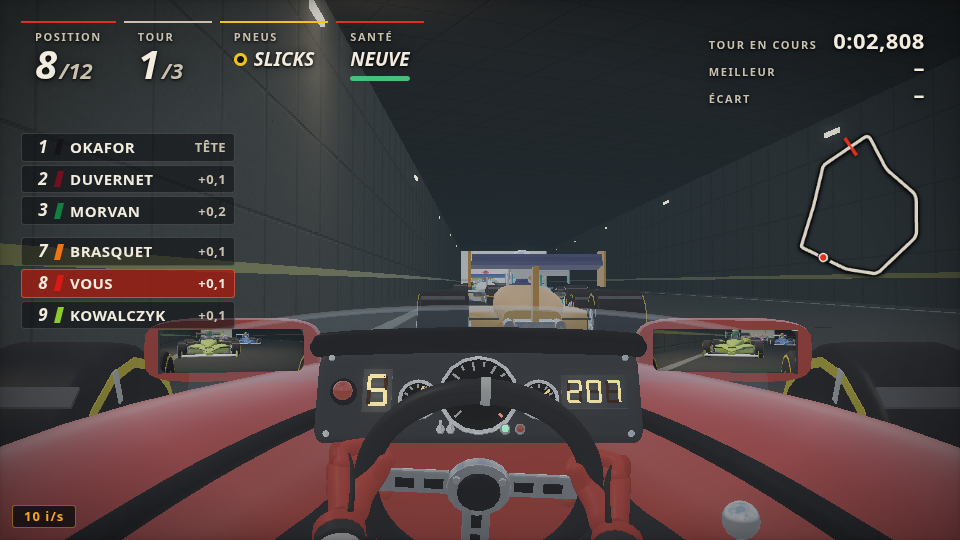 POSITION
8/12
TOUR
1/3
PNEUS
SLICKS
SANTÉ
NEUVE
TOUR EN COURS 0:02,808
MEILLEUR –
ÉCART –
1 OKAFOR TÊTE
2 DUVERNET +0,1
3 MORVAN +0,2
7 BRASQUET +0,1
8 VOUS +0,1
9 KOWALCZYK +0,1
5
207
10 i/s